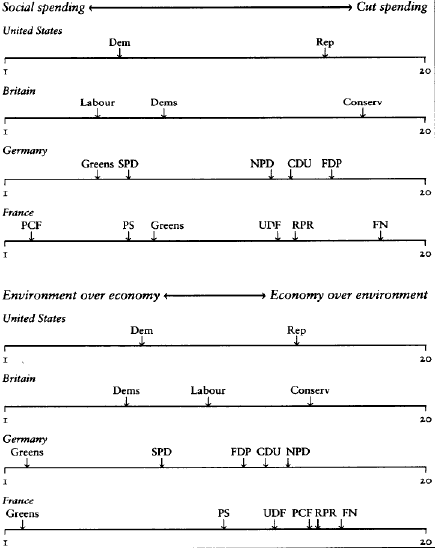 Social spending Cut spending
United States
Dem Rep
1 20
Britain
Labour Dems Conserv
1 20
Germany
Greens SPD NPD CDU FDP
1 20
France
PCF PS Greens UDF RPR FN
1 20
Environment over economy Economy over environment
United States
Dem Rep
1 20
Britain
Dems Labour Conserv
1 20
Germany
Greens SPD FDP CDU NPD
1 20
France
Greens PS UDF PCF RPR FN
1 20